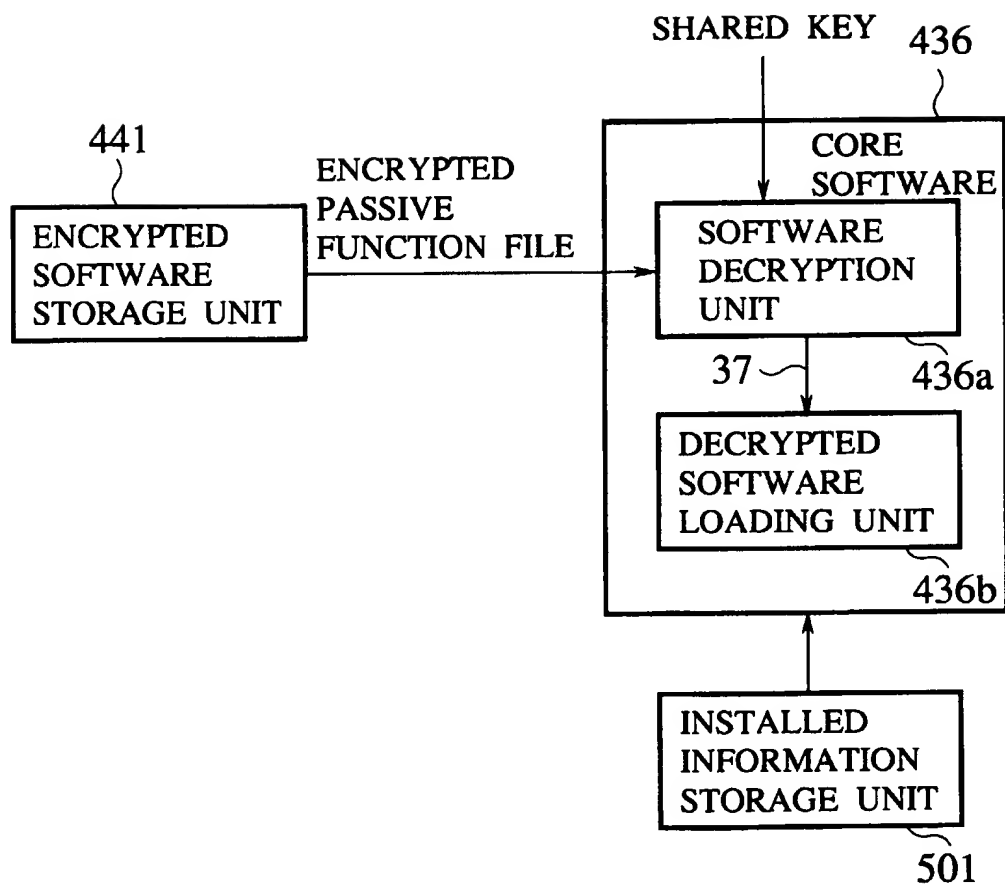 SHARED KEY
436
441
CORE
SOFTWARE
ENCRYPTED
PASSIVE
FUNCTION FILE
ENCRYPTED
SOFTWARE
STORAGE UNIT
SOFTWARE
DECRYPTION
UNIT
37
436a
DECRYPTED
SOFTWARE
LOADING UNIT
436b
INSTALLED
INFORMATION
STORAGE UNIT
501